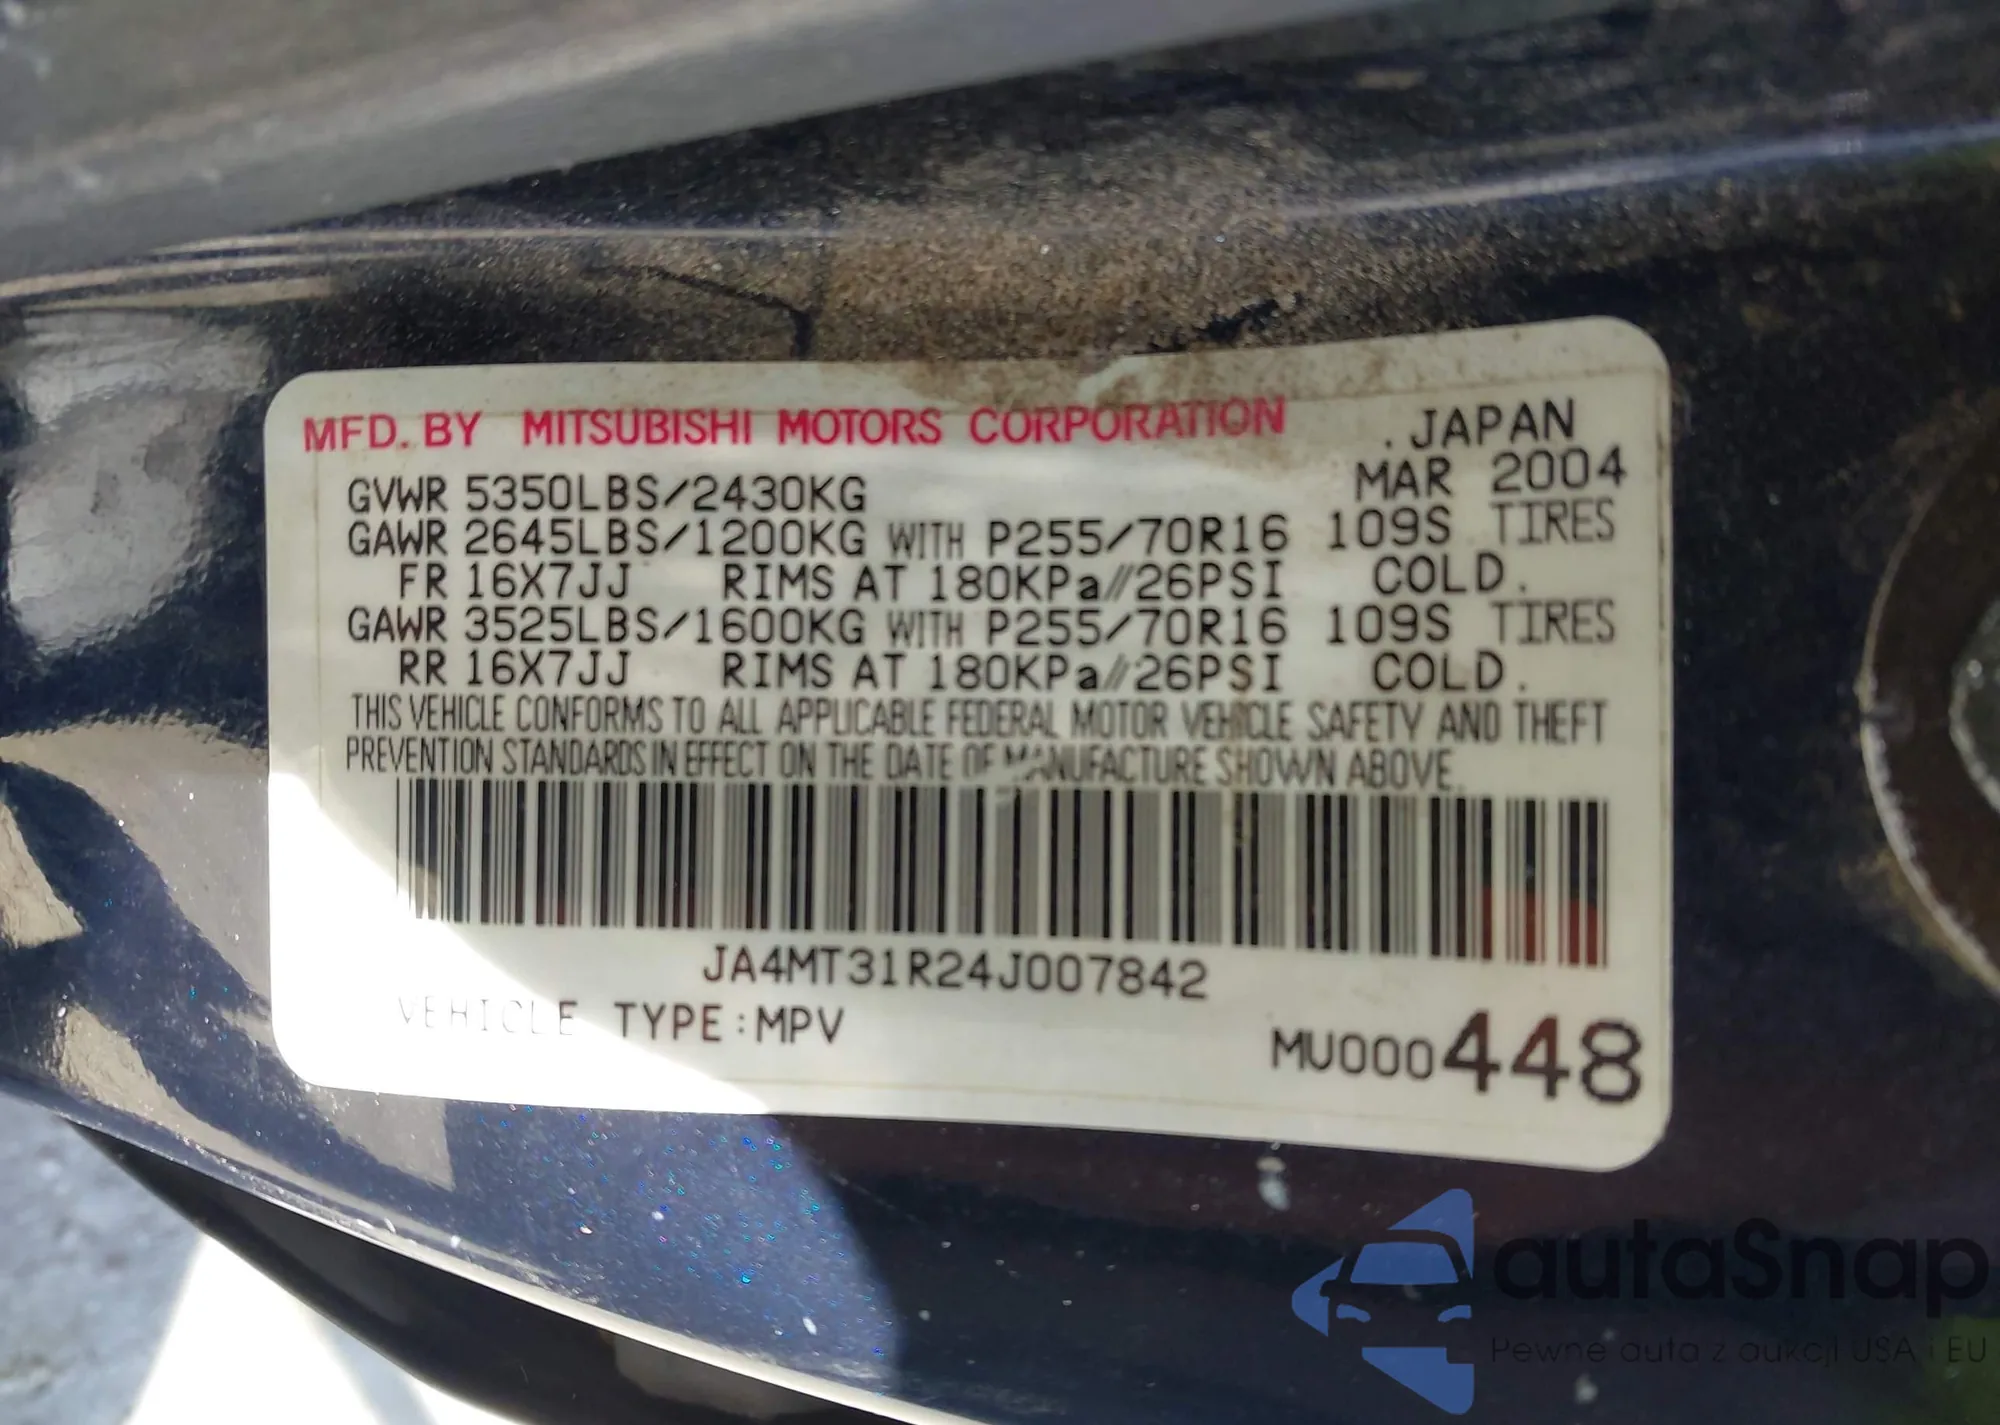 MFD. BY MITSUBISHI MOTORS CORPORATION . JAPAN
GVWR 5350LBS/2430KG MAR 2004
GAWR 2645LBS/1200KG WITH P255/70R16 109S TIRES
FR 16X7JJ RIMS AT 180KPa//26PSI COLD.
GAWR 3525LBS/1600KG WITH P255/70R16 109S TIRES
RR 16X7JJ RIMS AT 180KPa//26PSI COLD.
THIS VEHICLE CONFORMS TO ALL APPLICABLE FEDERAL MOTOR VEHICLE SAFETY AND THEFT
PREVENTION STANDARDS IN EFFECT ON THE DATE OF MANUFACTURE SHOWN ABOVE.
JA4MT31R24J007842
VEHICLE TYPE:MPV
MU000448
autaSnap
Pewne auta z aukcji USA i EU